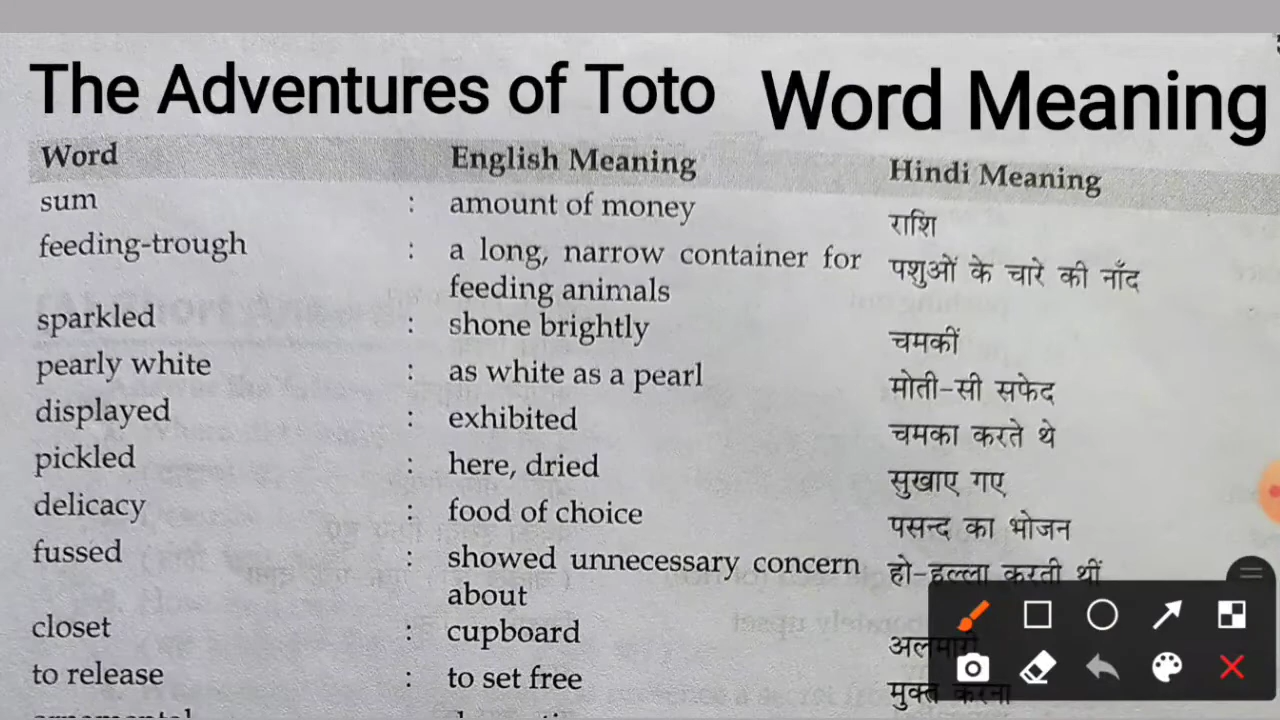 The Adventures of Toto Word Meaning
Word English Meaning Hindi Meaning
sum : amount of money राशि
feeding-trough : a long, narrow container for पशुओं के चारे की नाँद
feeding animals
sparkled : shone brightly चमकीं
pearly white : as white as a pearl मोती-सी सफेद
displayed : exhibited चमका करते थे
pickled : here, dried सुखाए गए
delicacy : food of choice पसन्द का भोजन
fussed : showed unnecessary concern हो-हल्ला करती थीं
about
closet : cupboard अलमारी
to release : to set free मुक्त करना